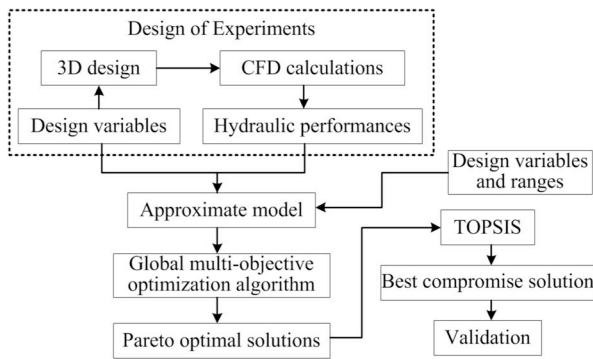 Design of Experiments
3D design
CFD calculations
Design variables
Hydraulic performances
Design variables
and ranges
Approximate model
TOPSIS
Global multi-objective
optimization algorithm
Best compromise solution
Pareto optimal solutions
Validation